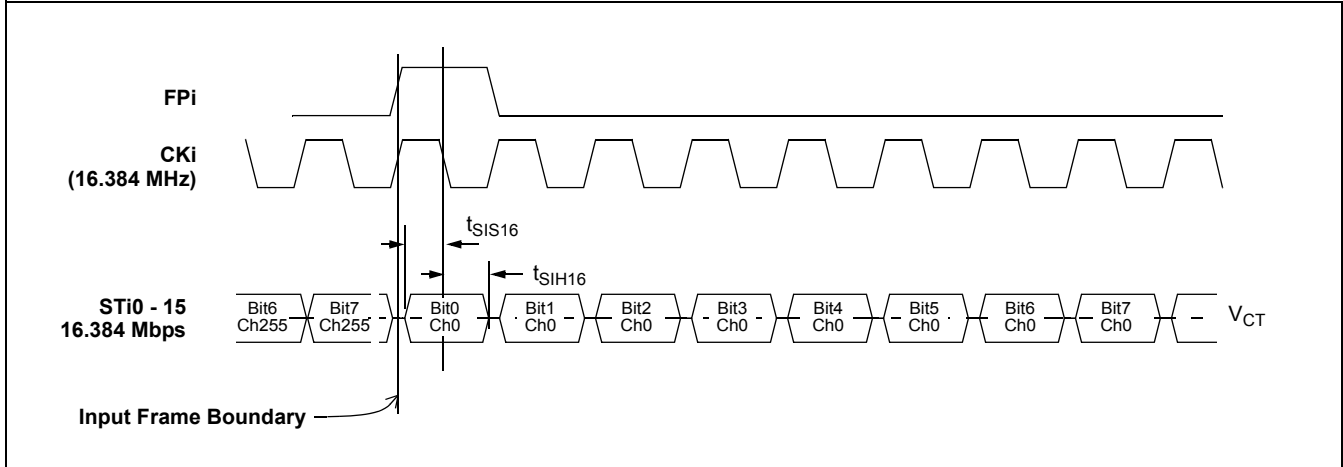 FPi
CKi
(16.384 MHz)
tSIS16
tSIH16
STi0 - 15
16.384 Mbps
Bit6 Bit7 Bit0 Bit1 Bit2 Bit3 Bit4 Bit5 Bit6 Bit7
Ch255 Ch255 Ch0 Ch0 Ch0 Ch0 Ch0 Ch0 Ch0 Ch0
VCT
Input Frame Boundary